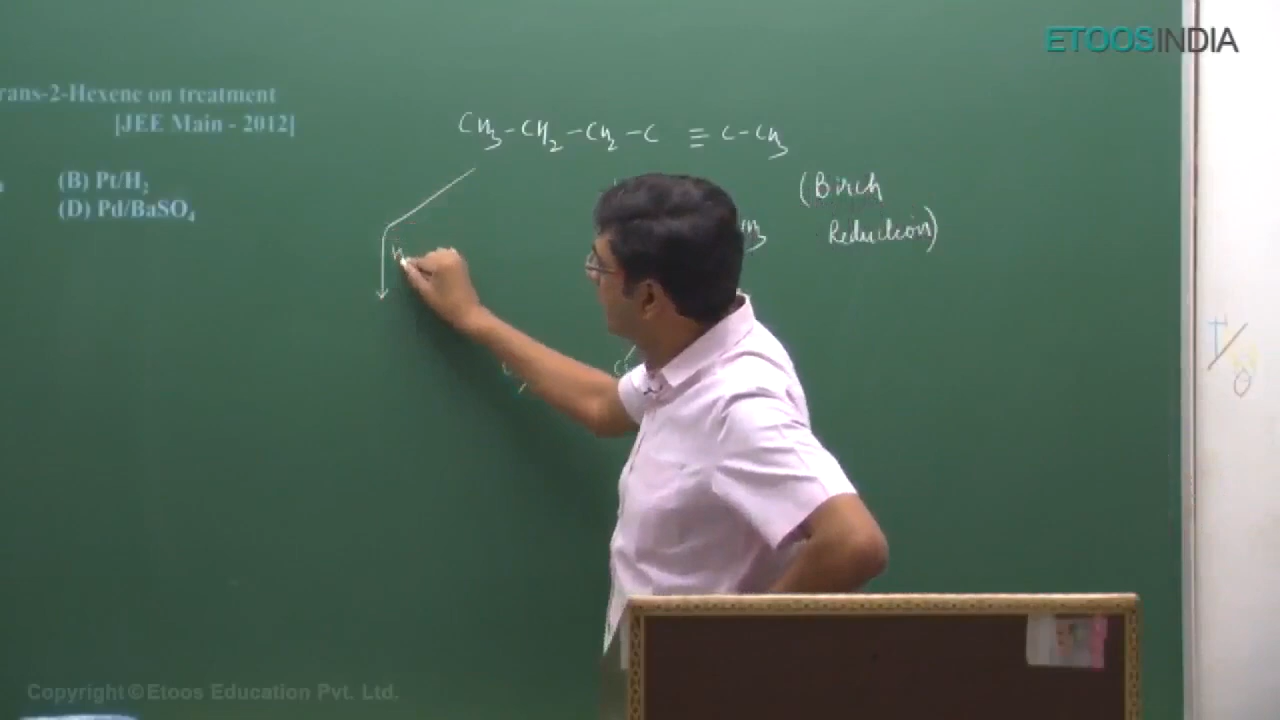 ETOOSINDIA
rans-2-Hexene on treatment
[JEE Main - 2012]
(B) Pt/H₂
(D) Pd/BaSO₄
CH₃-CH₂-CH₂-C≡C-CH₃
(Birch
Reduction)
Copyright © Etoos Education Pvt. Ltd.